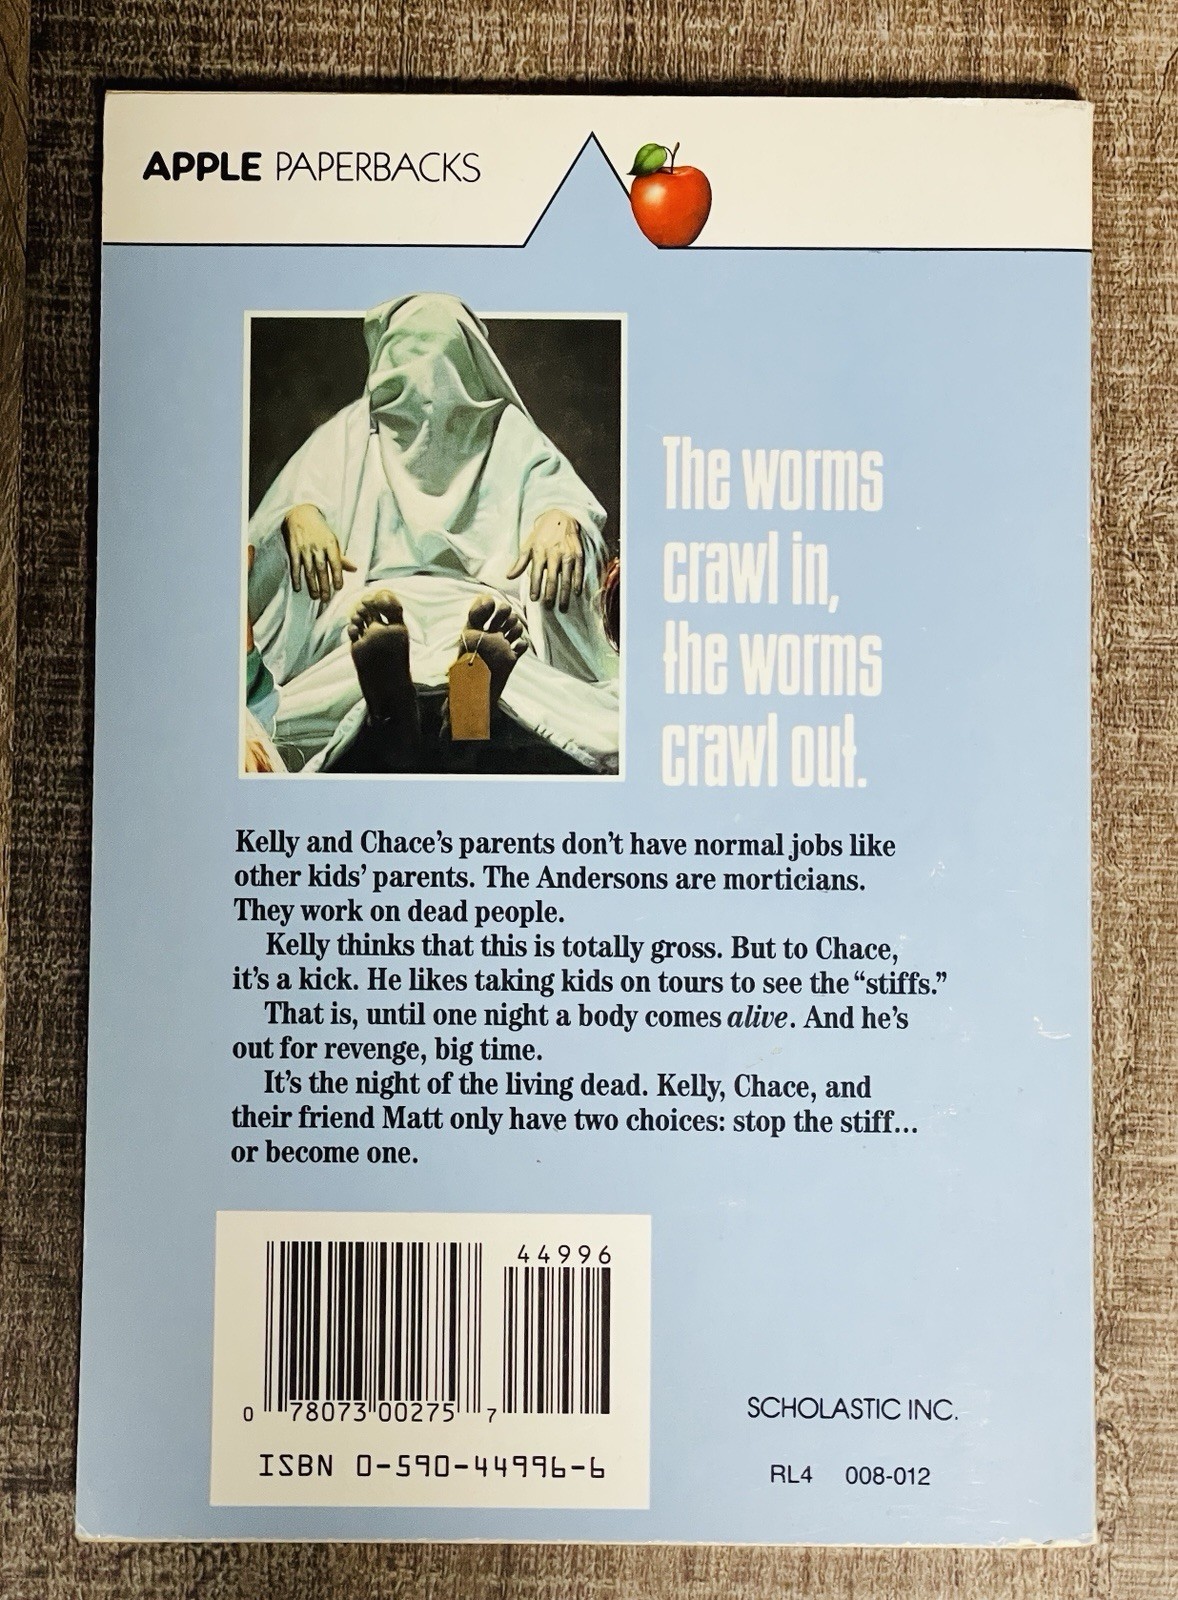 APPLE PAPERBACKS
The worms
crawl in,
the worms
crawl out.
Kelly and Chace's parents don't have normal jobs like
other kids' parents. The Andersons are morticians.
They work on dead people.
Kelly thinks that this is totally gross. But to Chace,
it's a kick. He likes taking kids on tours to see the “stiffs.”
That is, until one night a body comes alive. And he's
out for revenge, big time.
It's the night of the living dead. Kelly, Chace, and
their friend Matt only have two choices: stop the stiff...
or become one.
44996
0 78073 00275 7
ISBN 0-590-44996-6
SCHOLASTIC INC.
RL4 008-012